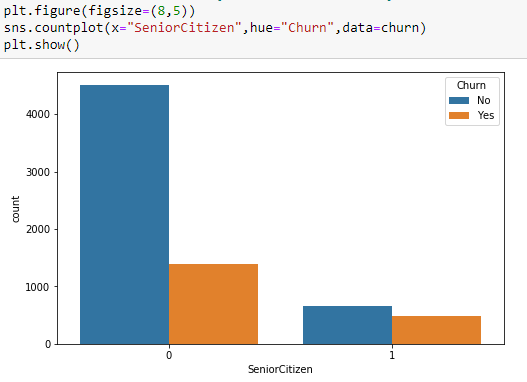 plt.figure(figsize=(8,5))
sns.countplot(x="SeniorCitizen",hue="Churn",data=churn)
plt.show()
Churn
No
Yes
4000
3000
2000
1000
0
count
0 1
SeniorCitizen